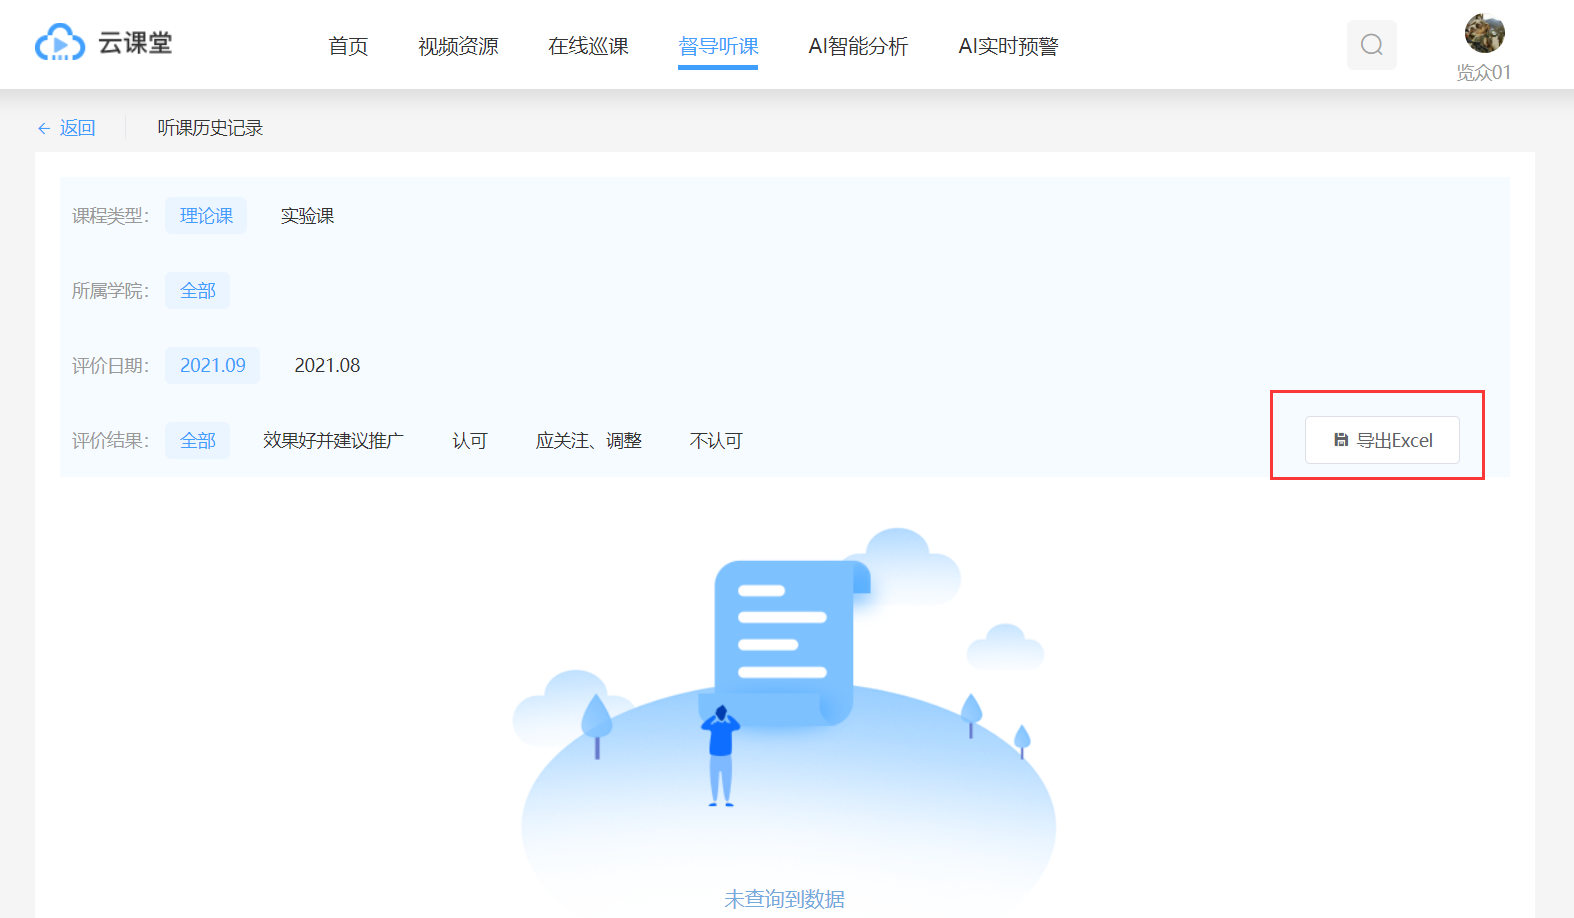 云课堂
首页 视频资源 在线巡课 督导听课 AI智能分析 AI实时预警
览众01
返回 听课历史记录
课程类型: 理论课 实验课
所属学院: 全部
评价日期: 2021.09 2021.08
评价结果: 全部 效果好并建议推广 认可 应关注、调整 不认可
导出Excel
未查询到数据